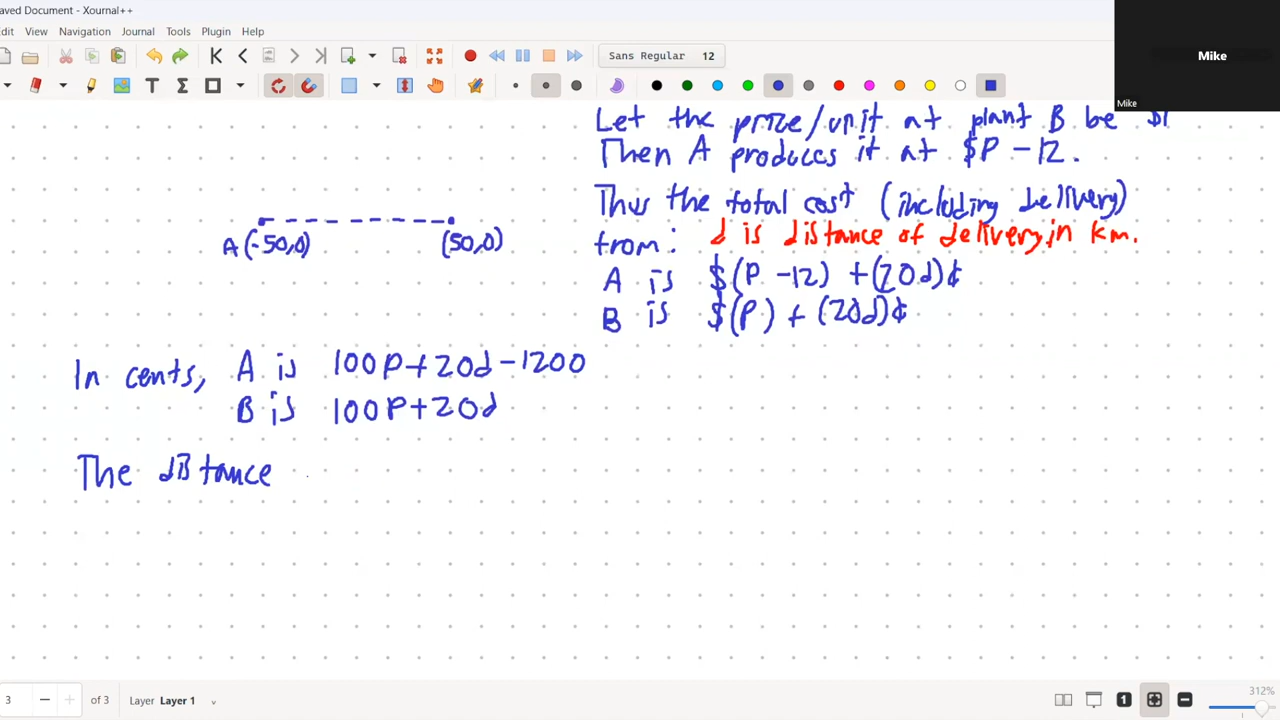 aved Document - Xournal++
Mike
dit View Navigation Journal Tools Plugin Help
Sans Regular 12
Mike
Let the price/unit at plant B be
Then A produces it at $P - 12.
Thus the total cost (including delivery)
from: d is distance of delivery in km.
A (-50,0) (50,0)
A is $(P - 12) + (20d)¢
B is $(P) + (20d)¢
In cents, A is 100P+20d-1200
B is 100P+20d
The distance
3 of 3 Layer Layer 1 1 312%